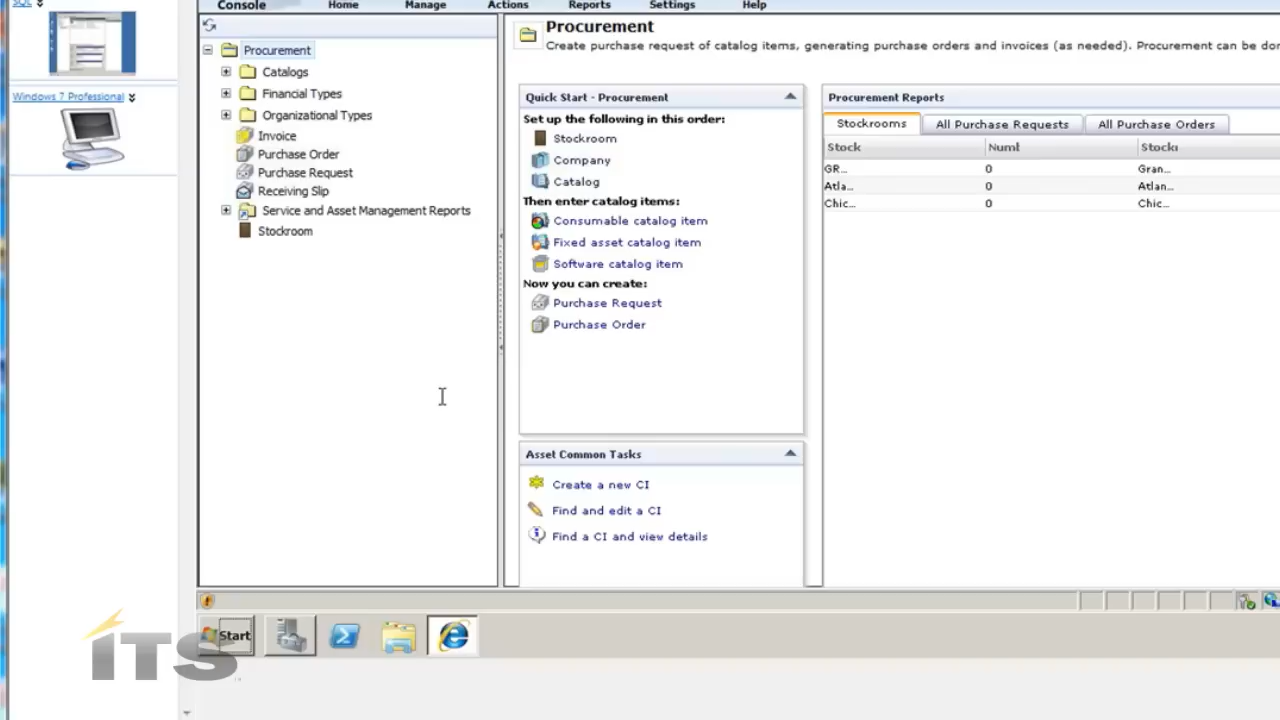 SQL
Windows 7 Professional
Console Home Manage Actions Reports Settings Help
Procurement
Catalogs
Financial Types
Organizational Types
Invoice
Purchase Order
Purchase Request
Receiving Slip
Service and Asset Management Reports
Stockroom
Procurement
Create purchase request of catalog items, generating purchase orders and invoices (as needed). Procurement can be do
Quick Start - Procurement
Set up the following in this order:
Stockroom
Company
Catalog
Then enter catalog items:
Consumable catalog item
Fixed asset catalog item
Software catalog item
Now you can create:
Purchase Request
Purchase Order
Asset Common Tasks
Create a new CI
Find and edit a CI
Find a CI and view details
Procurement Reports
Stockrooms All Purchase Requests All Purchase Orders
Stock Numl Stock
GR... 0 Gran...
Atla... 0 Atlan...
Chic... 0 Chic...
Start
ITS